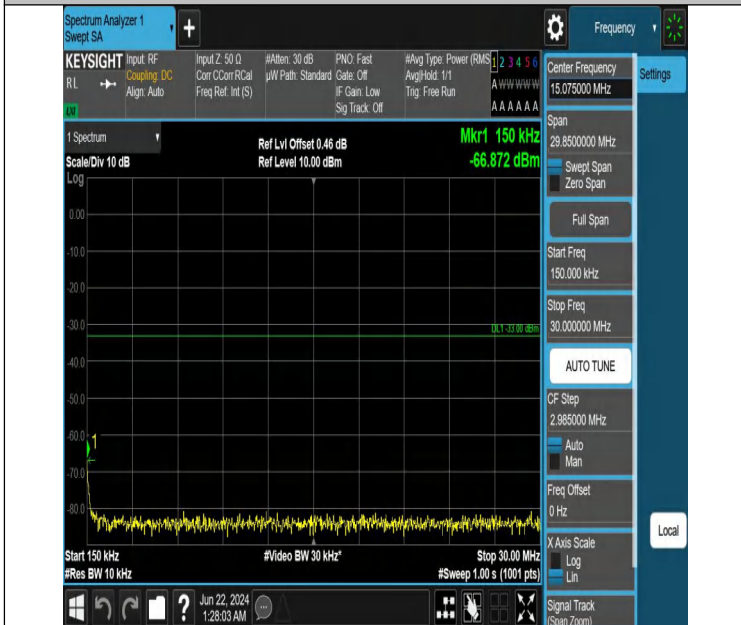 Spectrum Analyzer 1
Swept SA
+
Frequency
KEYSIGHT
RL
LNI
Input: RF
Coupling: DC
Align: Auto
Input Z: 50 Ω
Corr CCorr RCal
Freq Ref: Int (S)
#Atten: 30 dB
µW Path: Standard
PNO: Fast
Gate: Off
IF Gain: Low
Sig Track: Off
#Avg Type: Power (RMS
Avg|Hold: 1/1
Trig: Free Run
1 2 3 4 5 6
A W W W W W
A A A A A A
1 Spectrum
Scale/Div 10 dB
Log
Ref Lvl Offset 0.46 dB
Ref Level 10.00 dBm
Mkr1 150 kHz
-66.872 dBm
0.00
-10.0
-20.0
-30.0
DL1 -33.00 dBm
-40.0
-50.0
-60.0
1
-70.0
-80.0
Start 150 kHz
#Res BW 10 kHz
#Video BW 30 kHz*
Stop 30.00 MHz
#Sweep 1.00 s (1001 pts)
?
Jun 22, 2024
1:28:03 AM
Center Frequency
15.075000 MHz
Settings
Span
29.8500000 MHz
Swept Span
Zero Span
Full Span
Start Freq
150.000 kHz
Stop Freq
30.000000 MHz
AUTO TUNE
CF Step
2.985000 MHz
Auto
Man
Freq Offset
0 Hz
X Axis Scale
Log
Lin
Local
Signal Track
(Span Zoom)